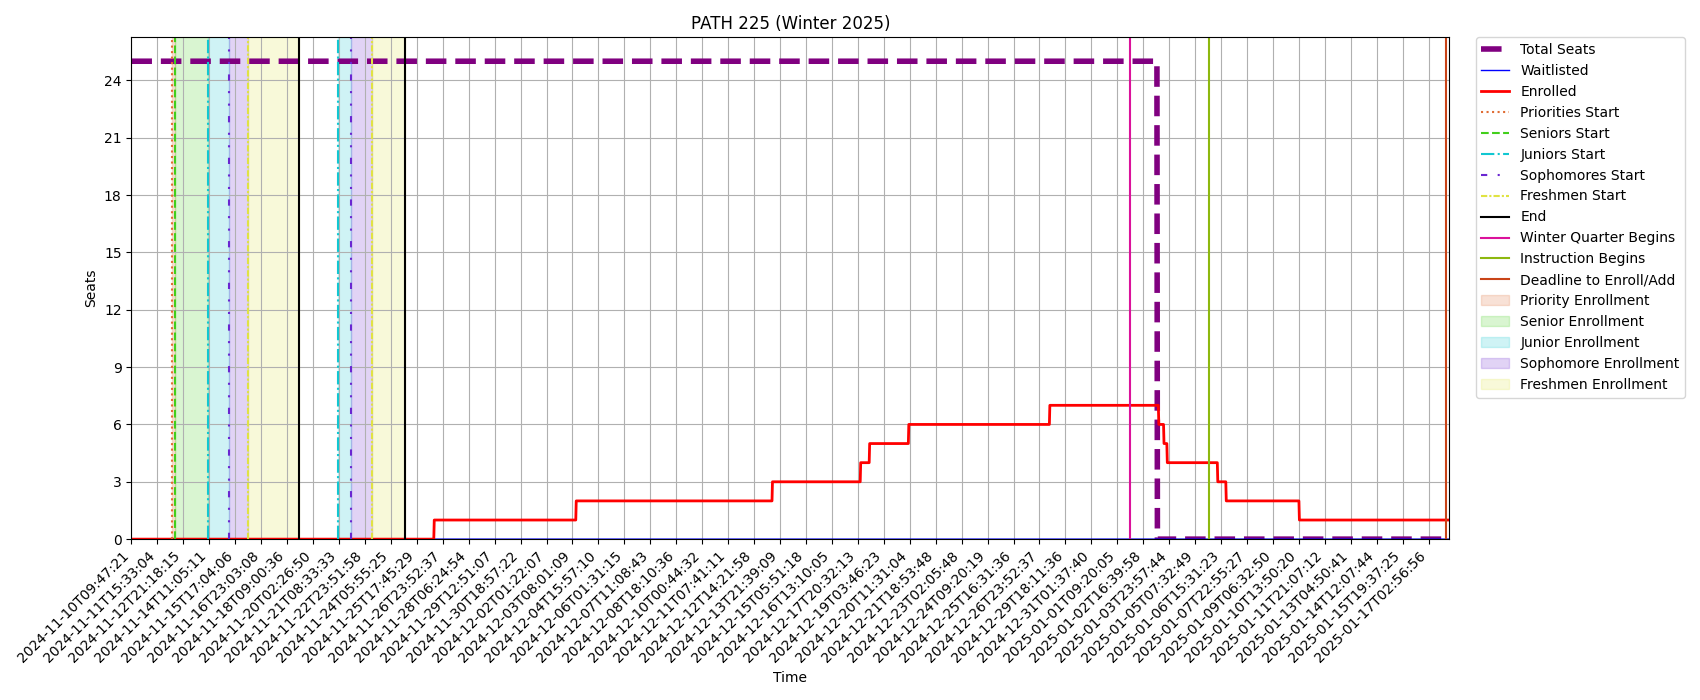 PATH 225 (Winter 2025)
Seats
24
21
18
15
12
9
6
3
0
2024-11-10T09:47:21
2024-11-11T15:33:04
2024-11-12T21:18:15
2024-11-14T11:05:11
2024-11-15T17:04:06
2024-11-16T23:03:08
2024-11-18T09:00:36
2024-11-20T02:26:50
2024-11-21T08:33:33
2024-11-22T23:51:58
2024-11-24T05:55:25
2024-11-25T17:45:29
2024-11-26T23:52:37
2024-11-28T06:24:54
2024-11-29T12:51:07
2024-11-30T18:57:22
2024-12-02T01:22:07
2024-12-03T08:01:09
2024-12-04T15:57:10
2024-12-06T01:31:15
2024-12-07T11:08:43
2024-12-08T18:10:36
2024-12-10T00:44:32
2024-12-11T07:41:11
2024-12-12T14:21:58
2024-12-13T21:39:09
2024-12-15T05:51:18
2024-12-16T13:10:05
2024-12-17T20:32:13
2024-12-19T03:46:23
2024-12-20T11:31:04
2024-12-21T18:53:48
2024-12-23T02:05:48
2024-12-24T09:20:19
2024-12-25T16:31:36
2024-12-26T23:52:37
2024-12-29T18:11:36
2024-12-31T01:37:40
2025-01-01T09:20:05
2025-01-02T16:39:58
2025-01-03T23:57:44
2025-01-05T07:32:49
2025-01-06T15:31:23
2025-01-07T22:55:27
2025-01-09T06:32:50
2025-01-10T13:50:20
2025-01-11T21:07:12
2025-01-13T04:50:41
2025-01-14T12:07:44
2025-01-15T19:37:25
2025-01-17T02:56:56
Time
Total Seats
Waitlisted
Enrolled
Priorities Start
Seniors Start
Juniors Start
Sophomores Start
Freshmen Start
End
Winter Quarter Begins
Instruction Begins
Deadline to Enroll/Add
Priority Enrollment
Senior Enrollment
Junior Enrollment
Sophomore Enrollment
Freshmen Enrollment